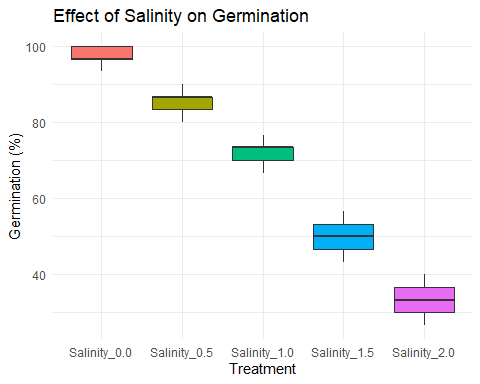 Effect of Salinity on Germination
Germination (%)
100
80
60
40
Salinity_0.0 Salinity_0.5 Salinity_1.0 Salinity_1.5 Salinity_2.0
Treatment